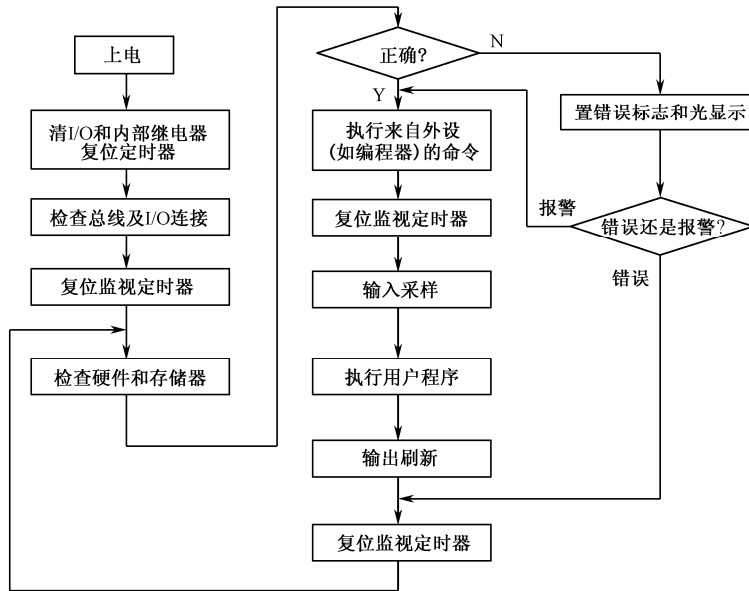 上电
清I/O和内部继电器
复位定时器
检查总线及I/O连接
复位监视定时器
检查硬件和存储器
正确?
N
Y
执行来自外设
(如编程器)的命令
复位监视定时器
输入采样
执行用户程序
输出刷新
复位监视定时器
置错误标志和光显示
错误还是报警?
报警
错误